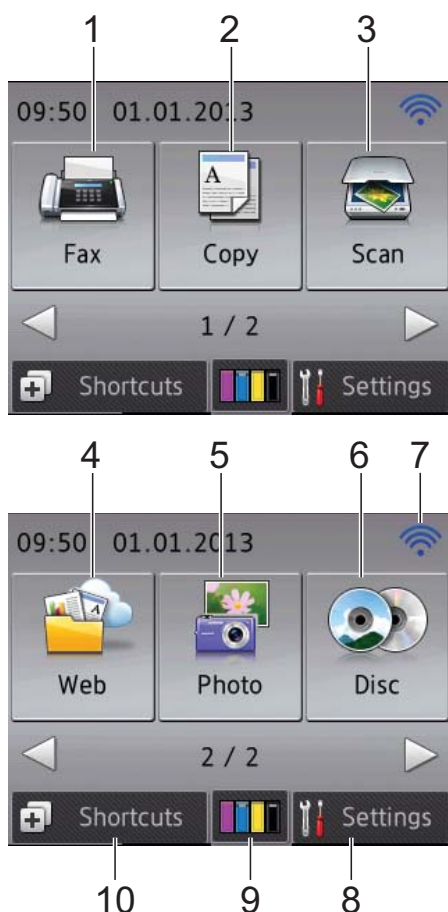 1 2 3
09:50 01.01.2013
A
Fax Copy Scan
1 / 2
Shortcuts Settings
4 5 6 7
09:50 01.01.2013
A
Web Photo Disc
2 / 2
Shortcuts Settings
10 9 8